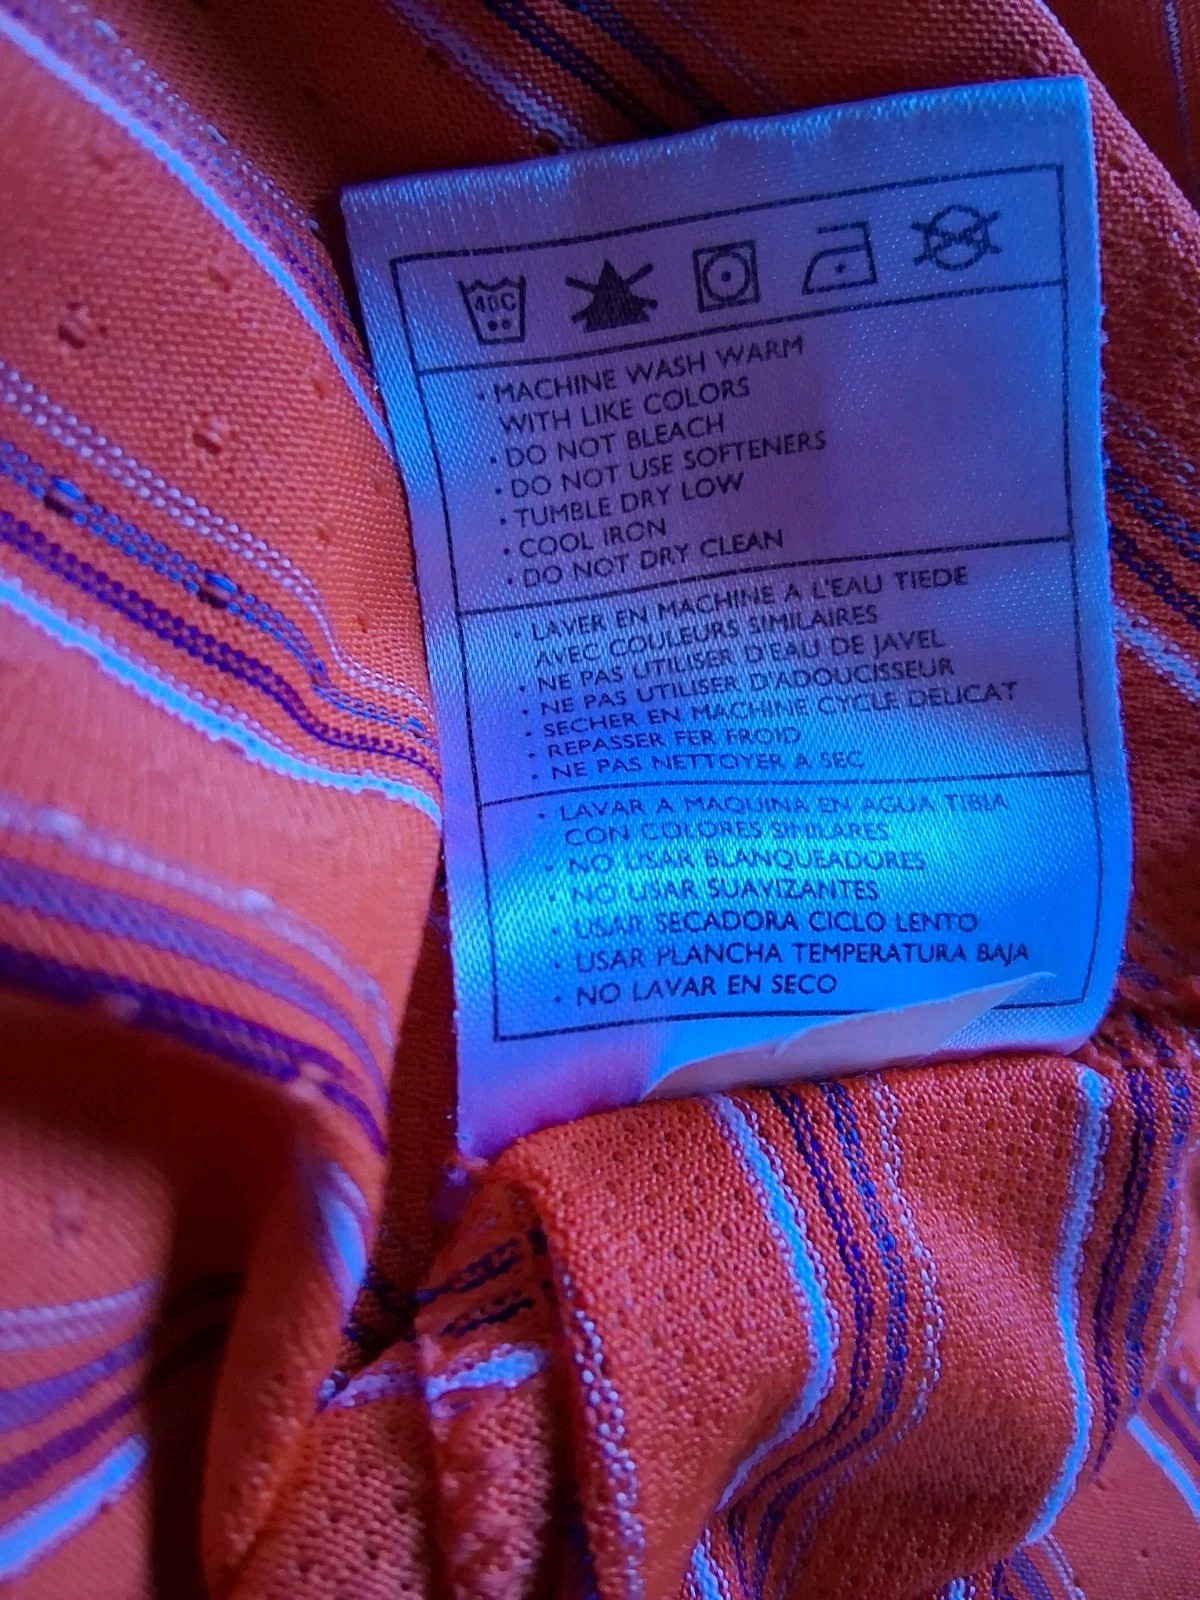 40C
• MACHINE WASH WARM
WITH LIKE COLORS
• DO NOT BLEACH
• DO NOT USE SOFTENERS
• TUMBLE DRY LOW
• COOL IRON
• DO NOT DRY CLEAN
• LAVER EN MACHINE A L'EAU TIEDE
AVEC COULEURS SIMILAIRES
• NE PAS UTILISER D'EAU DE JAVEL
• NE PAS UTILISER D'ADOUCISSEUR
• SECHER EN MACHINE CYCLE DELICAT
• REPASSER FER FROID
• NE PAS NETTOYER A SEC
• LAVAR A MAQUINA EN AGUA TIBIA
CON COLORES SIMILARES
• NO USAR BLANQUEADORES
• NO USAR SUAVIZANTES
• USAR SECADORA CICLO LENTO
• USAR PLANCHA TEMPERATURA BAJA
• NO LAVAR EN SECO